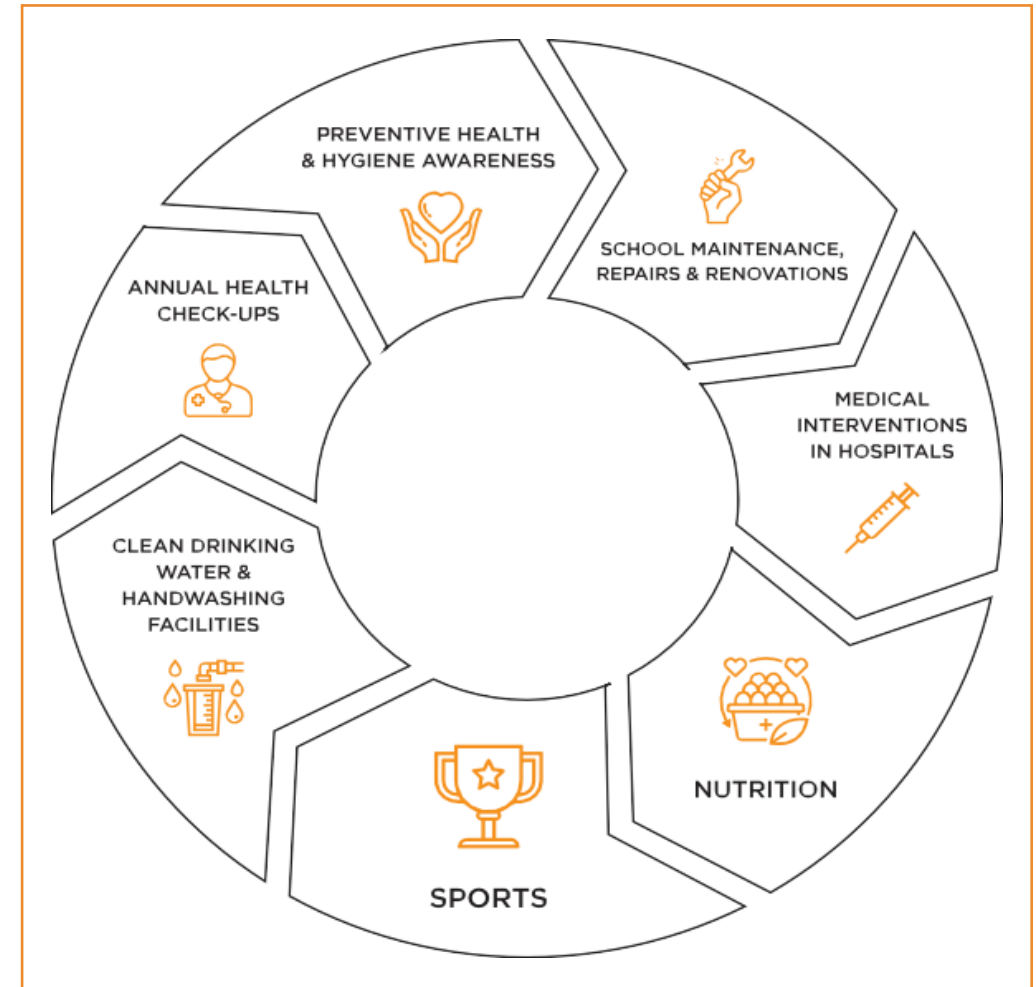 PREVENTIVE HEALTH
& HYGIENE AWARENESS
SCHOOL MAINTENANCE,
REPAIRS & RENOVATIONS
MEDICAL
INTERVENTIONS
IN HOSPITALS
NUTRITION
SPORTS
CLEAN DRINKING
WATER &
HANDWASHING
FACILITIES
ANNUAL HEALTH
CHECK-UPS